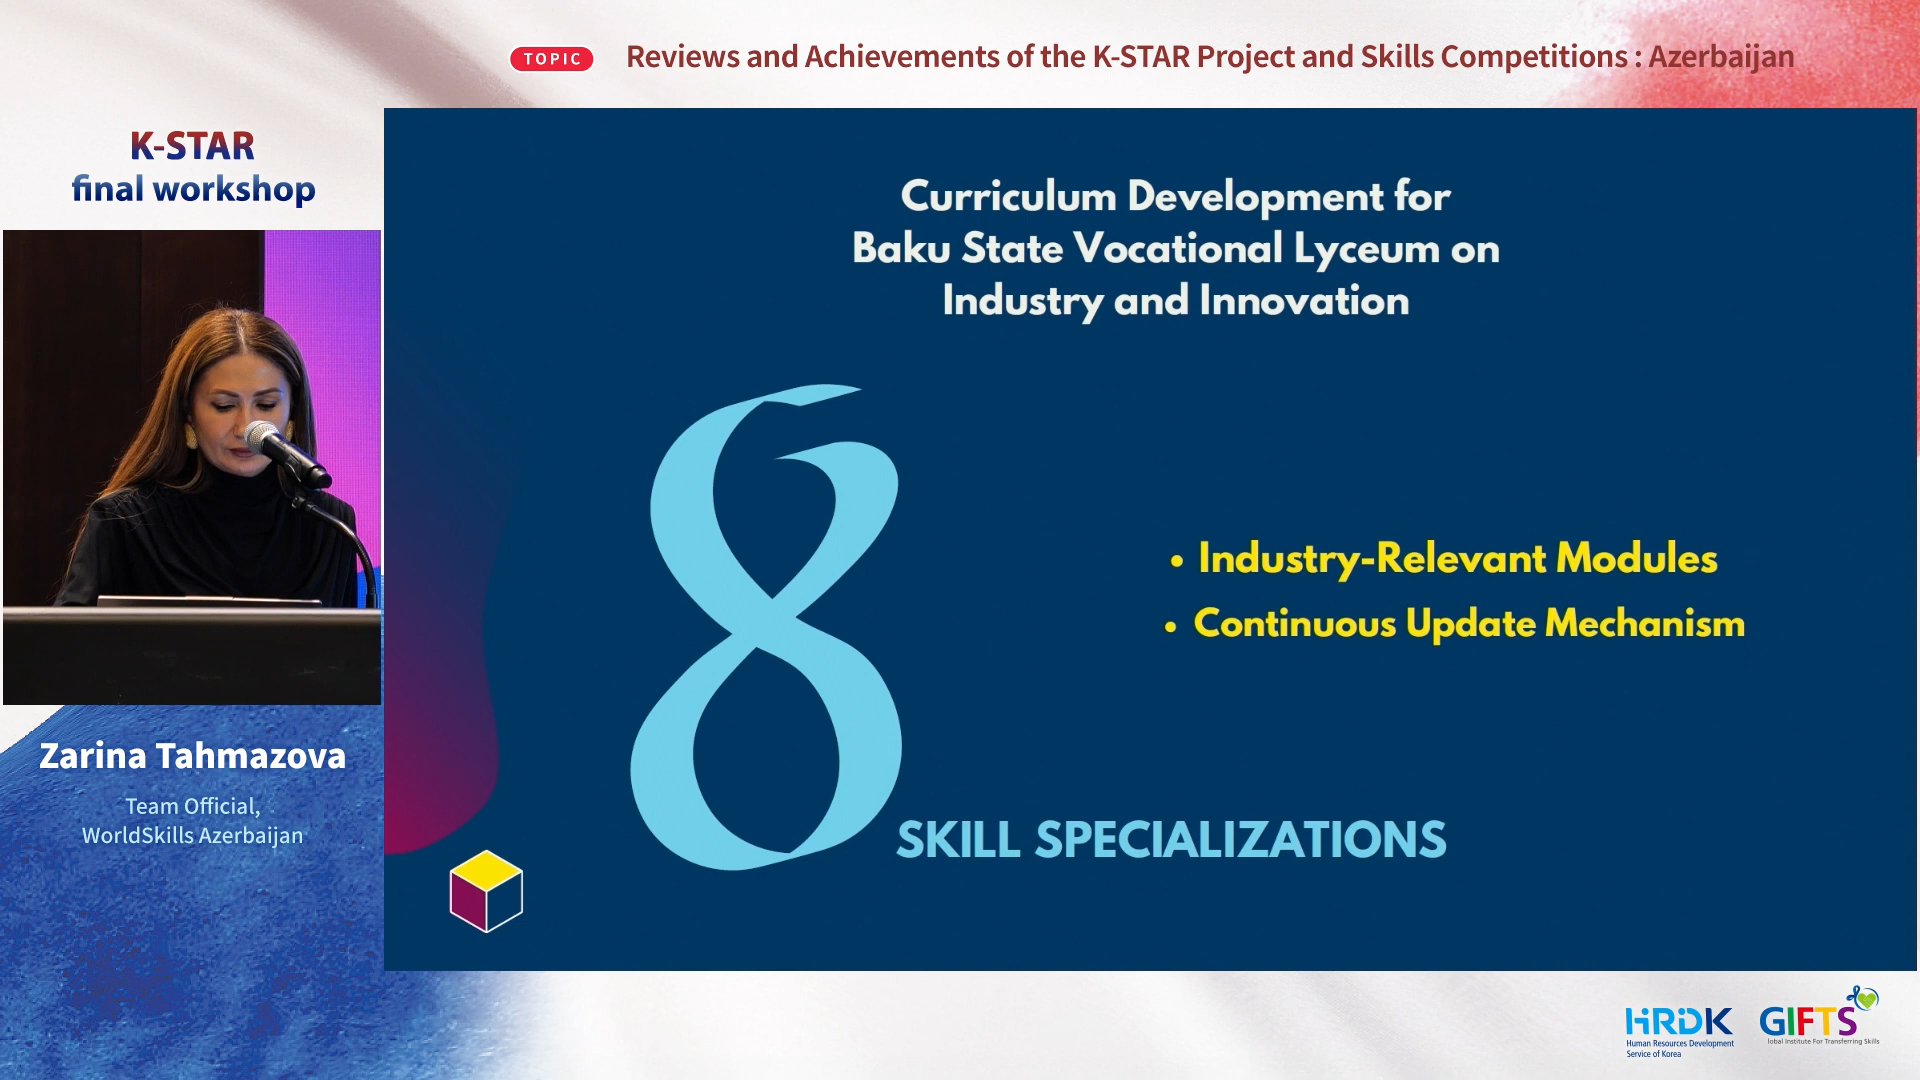 TOPIC
Reviews and Achievements of the K-STAR Project and Skills Competitions : Azerbaijan
K-STAR
final workshop
Curriculum Development for
Baku State Vocational Lyceum on
Industry and Innovation
8
SKILL SPECIALIZATIONS
• Industry-Relevant Modules
• Continuous Update Mechanism
Zarina Tahmazova
Team Official,
WorldSkills Azerbaijan
HRDK
Human Resources Development
Service of Korea
GIFTS
lobal Institute For Transferring Skills